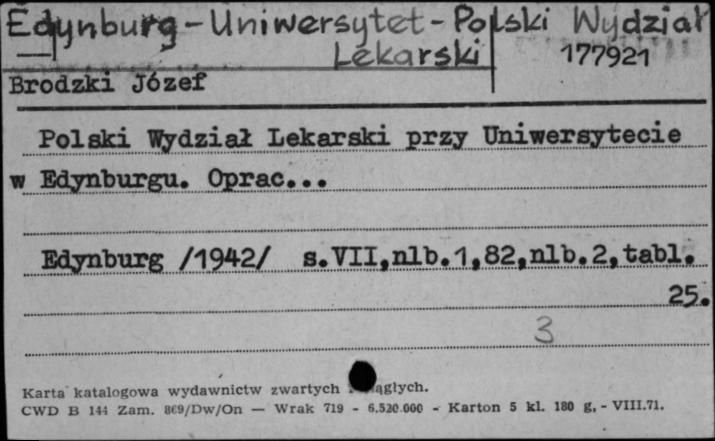 Edynburg - Uniwersytet - Polski Wydział
Lekarski
177921
Brodzki Józef
Polski Wydział Lekarski przy Uniwersytecie
w Edynburgu. Oprac...
Edynburg /1942/ s.VII,nlb.1,82,nlb.2,tabl.
25.
3
Karta katalogowa wydawnictw zwartych
CWD B 144 Zam. 869/Dw/On — Wrak 719 - 6.520.000 - Karton 5 kl. 180 g. - VIII.71.